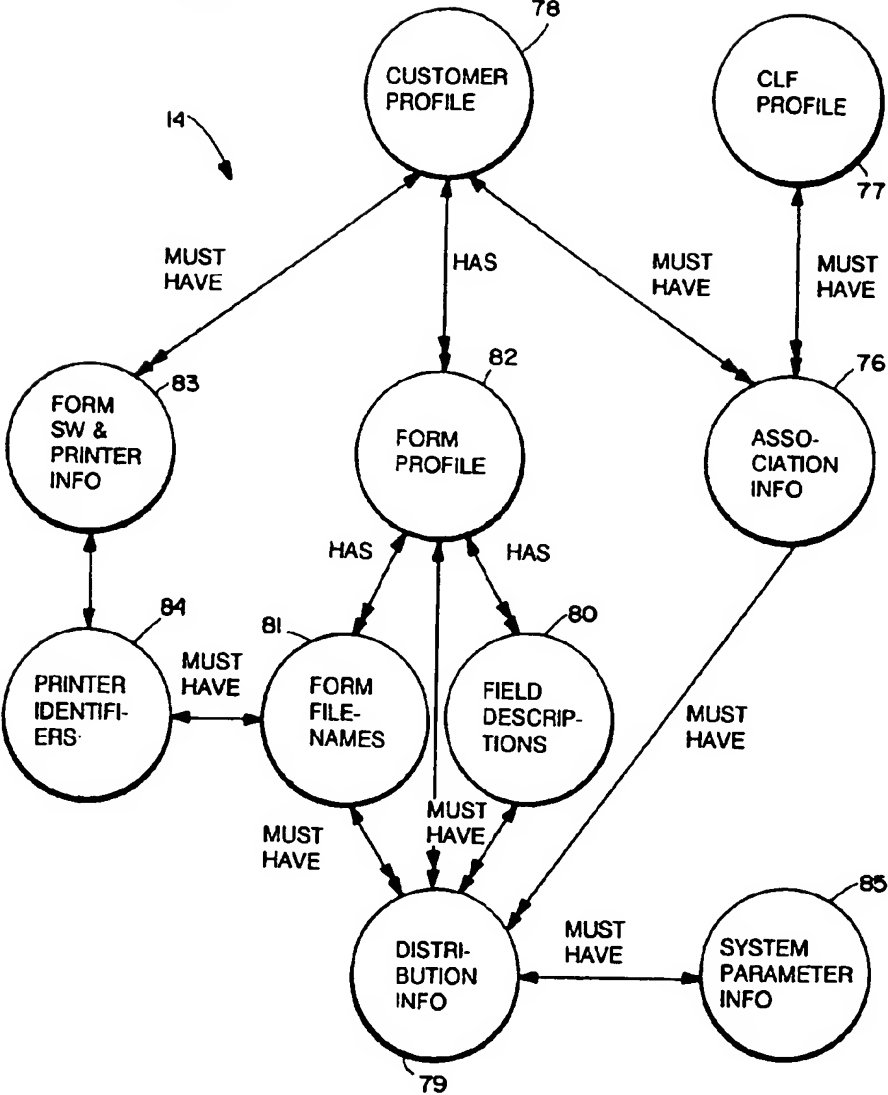 78
CUSTOMER
PROFILE
CLF
PROFILE
77
14
MUST
HAVE
HAS
MUST
HAVE
MUST
HAVE
83
FORM
SW &
PRINTER
INFO
82
FORM
PROFILE
76
ASSO-
CIATION
INFO
HAS
HAS
84
PRINTER
IDENTIFI-
ERS
MUST
HAVE
81
FORM
FILE-
NAMES
80
FIELD
DESCRIP-
TIONS
MUST
HAVE
MUST
HAVE
MUST
HAVE
DISTRI-
BUTION
INFO
79
MUST
HAVE
85
SYSTEM
PARAMETER
INFO